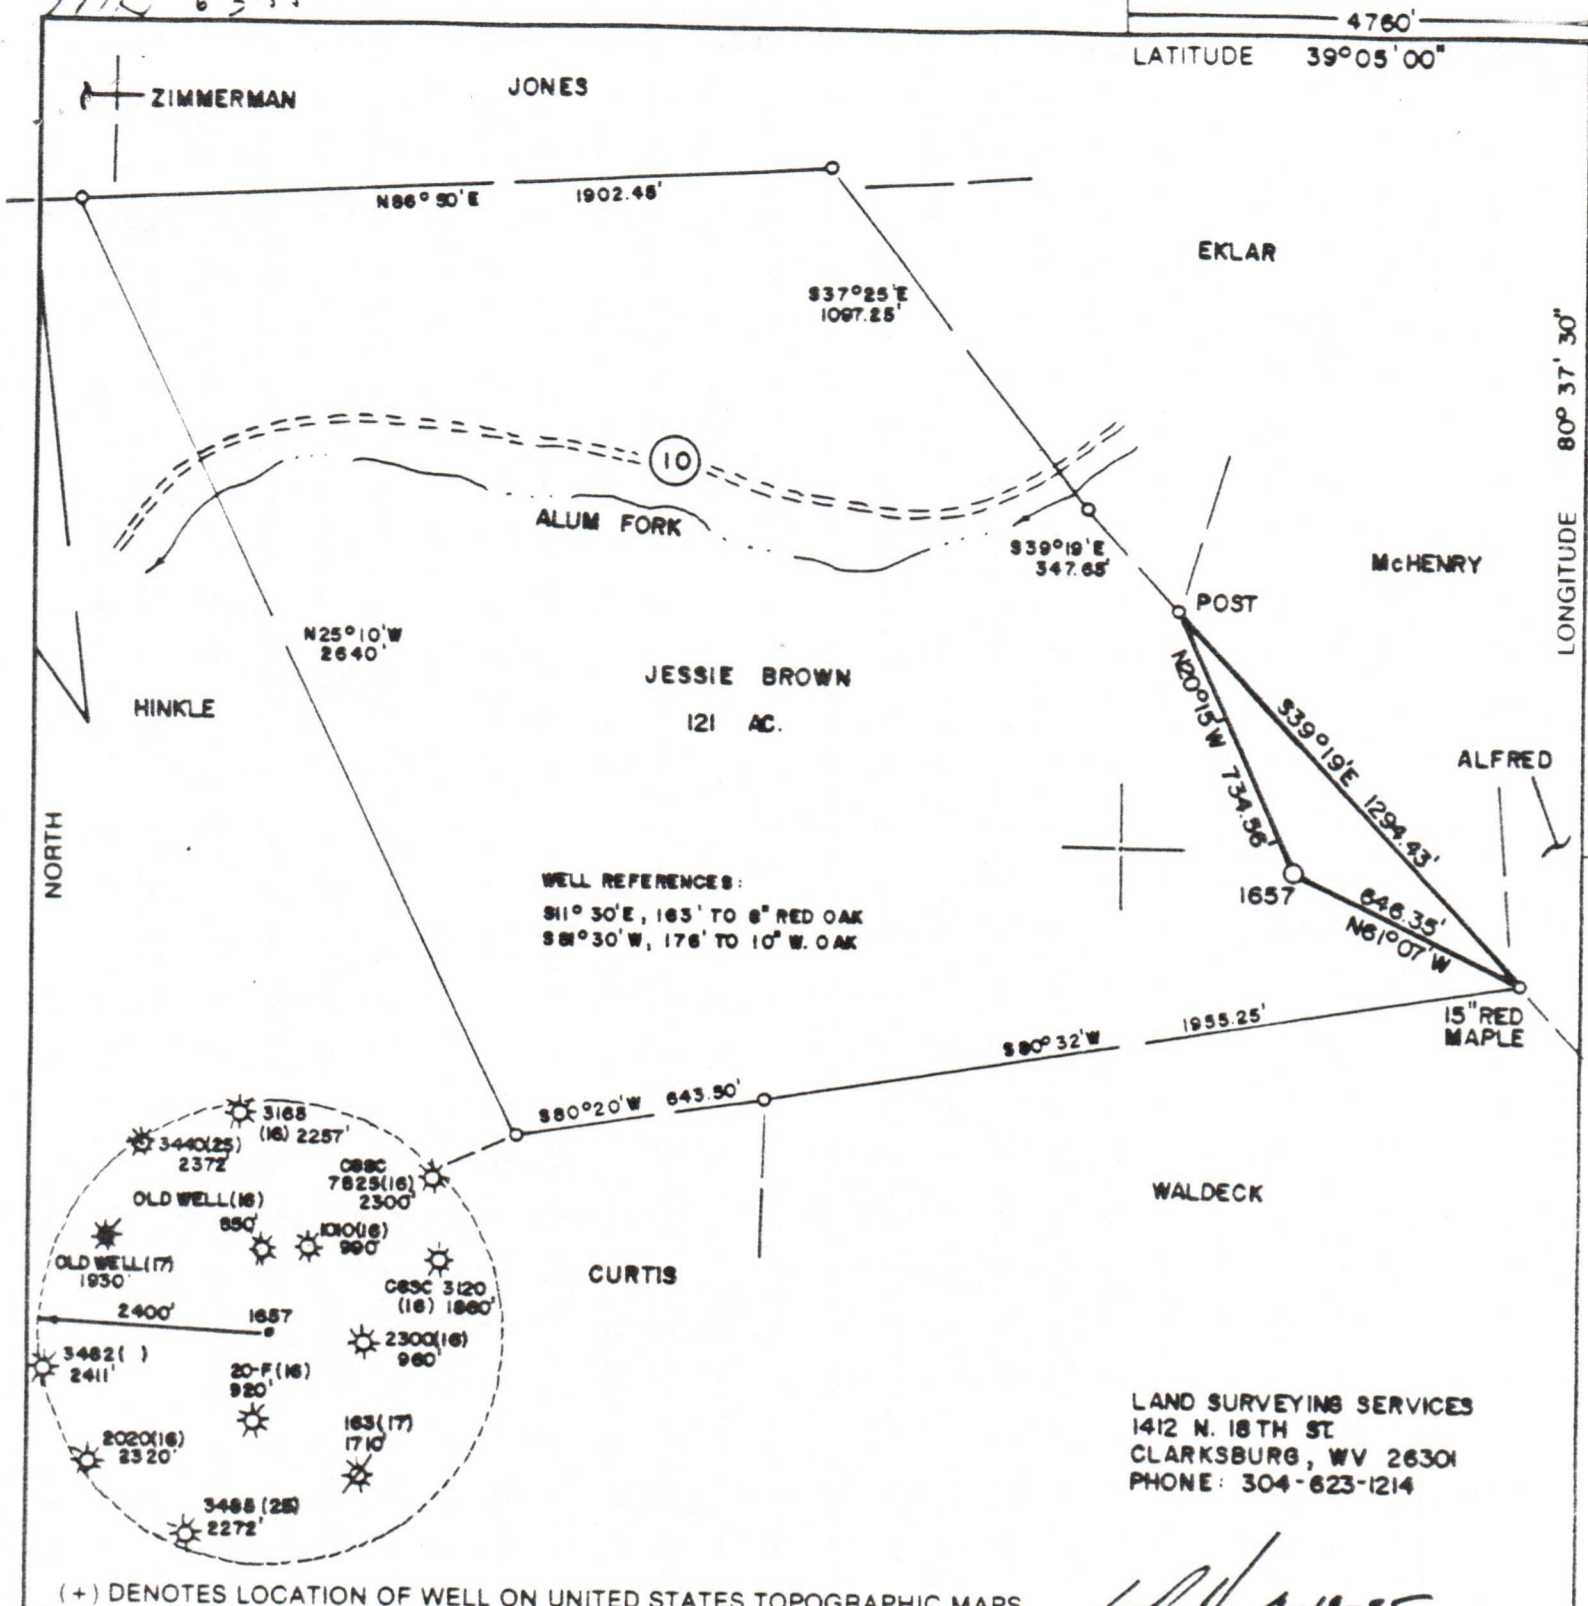 4760'
LATITUDE 39°05'00"
ZIMMERMAN
JONES
N86°50'E 1902.48'
EKLAR
S37°25'E
1097.25'
LONGITUDE 80° 37' 30"
10
ALUM FORK
S39°19'E
347.65'
McHENRY
POST
N25°10'W
2640'
JESSIE BROWN
121 AC.
HINKLE
N20°15'W 734.56'
S39°19'E 1294.43'
ALFRED
NORTH
WELL REFERENCES:
S11°30'E, 163' TO 8" RED OAK
S81°30'W, 176' TO 10" W. OAK
1657
646.35'
N61°07'W
15" RED
MAPLE
S80°32'W 1955.25'
S80°20'W 643.50'
3168
(16) 2257'
3440(25)
2372'
7825(16)
2300'
OLD WELL(16)
850'
1010(16)
990'
OLD WELL(17)
1930'
3120
(16) 1860'
2400'
1657
2300(16)
960'
3482( )
2411'
20-F(16)
920'
163(17)
1710'
2020(16)
2320'
3485(25)
2272'
WALDECK
CURTIS
LAND SURVEYING SERVICES
1412 N. 18TH ST.
CLARKSBURG, WV 26301
PHONE: 304-623-1214
(+) DENOTES LOCATION OF WELL ON UNITED STATES TOPOGRAPHIC MAPS